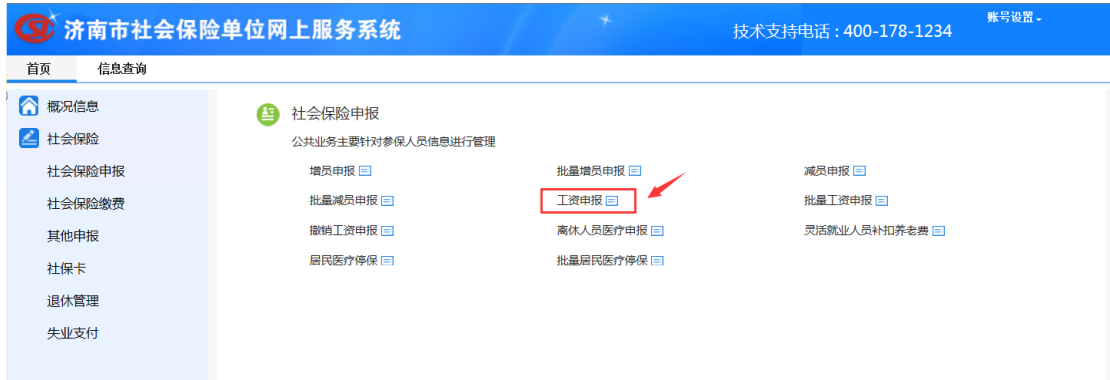 济南市社会保险单位网上服务系统
技术支持电话：400-178-1234
账号设置
首页 信息查询
概况信息
社会保险
社会保险申报
社会保险缴费
其他申报
社保卡
退休管理
失业支付
社会保险申报
公共业务主要针对参保人员信息进行管理
增员申报 批量增员申报 减员申报
批量减员申报 工资申报 批量工资申报
撤销工资申报 离休人员医疗申报 灵活就业人员补扣养老费
居民医疗停保 批量居民医疗停保